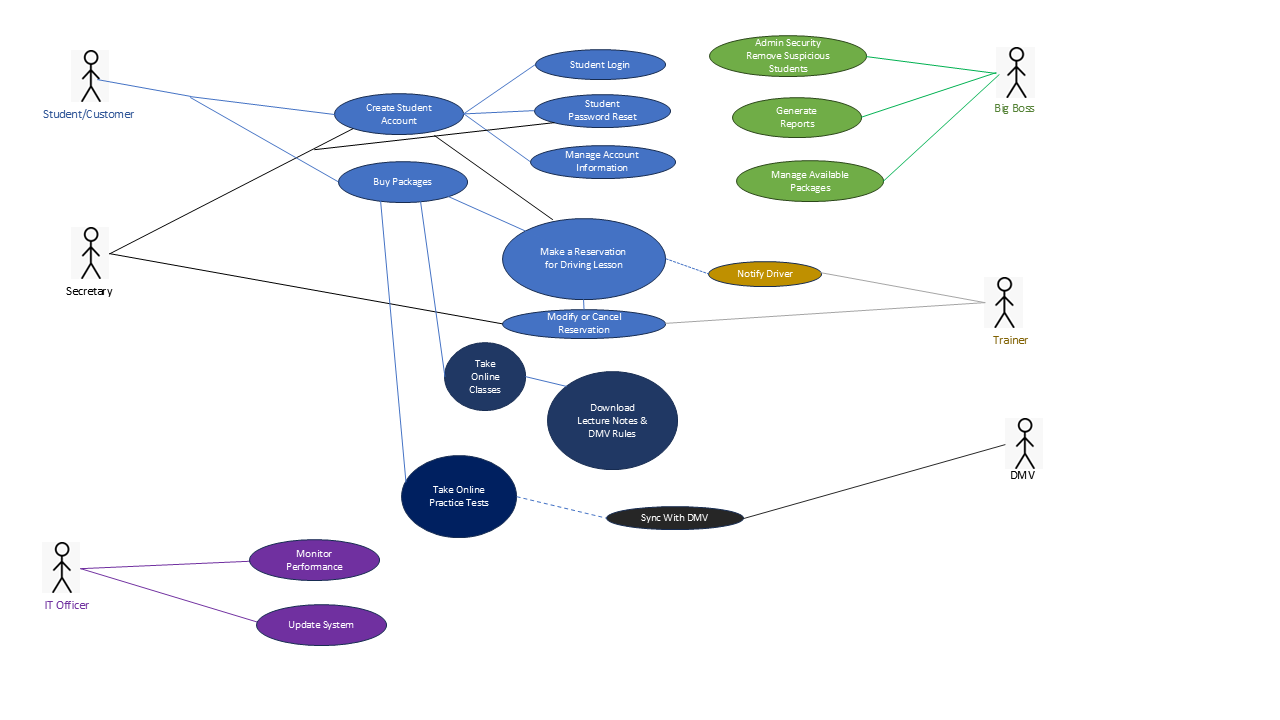 Student/Customer
Create Student
Account
Student Login
Student
Password Reset
Manage Account
Information
Admin Security
Remove Suspicious
Students
Generate
Reports
Manage Available
Packages
Big Boss
Buy Packages
Secretary
Make a Reservation
for Driving Lesson
Notify Driver
Modify or Cancel
Reservation
Trainer
Take
Online
Classes
Download
Lecture Notes &
DMV Rules
DMV
Take Online
Practice Tests
Sync With DMV
IT Officer
Monitor
Performance
Update System